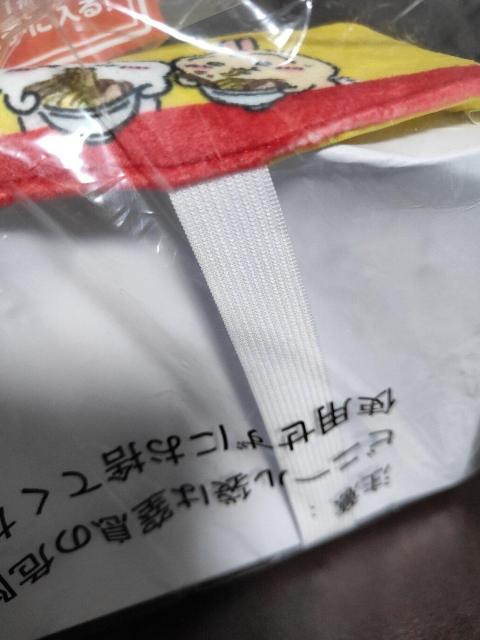 に入る!
注意:
ビニール袋は窒息の危
使用せずにお捨てく